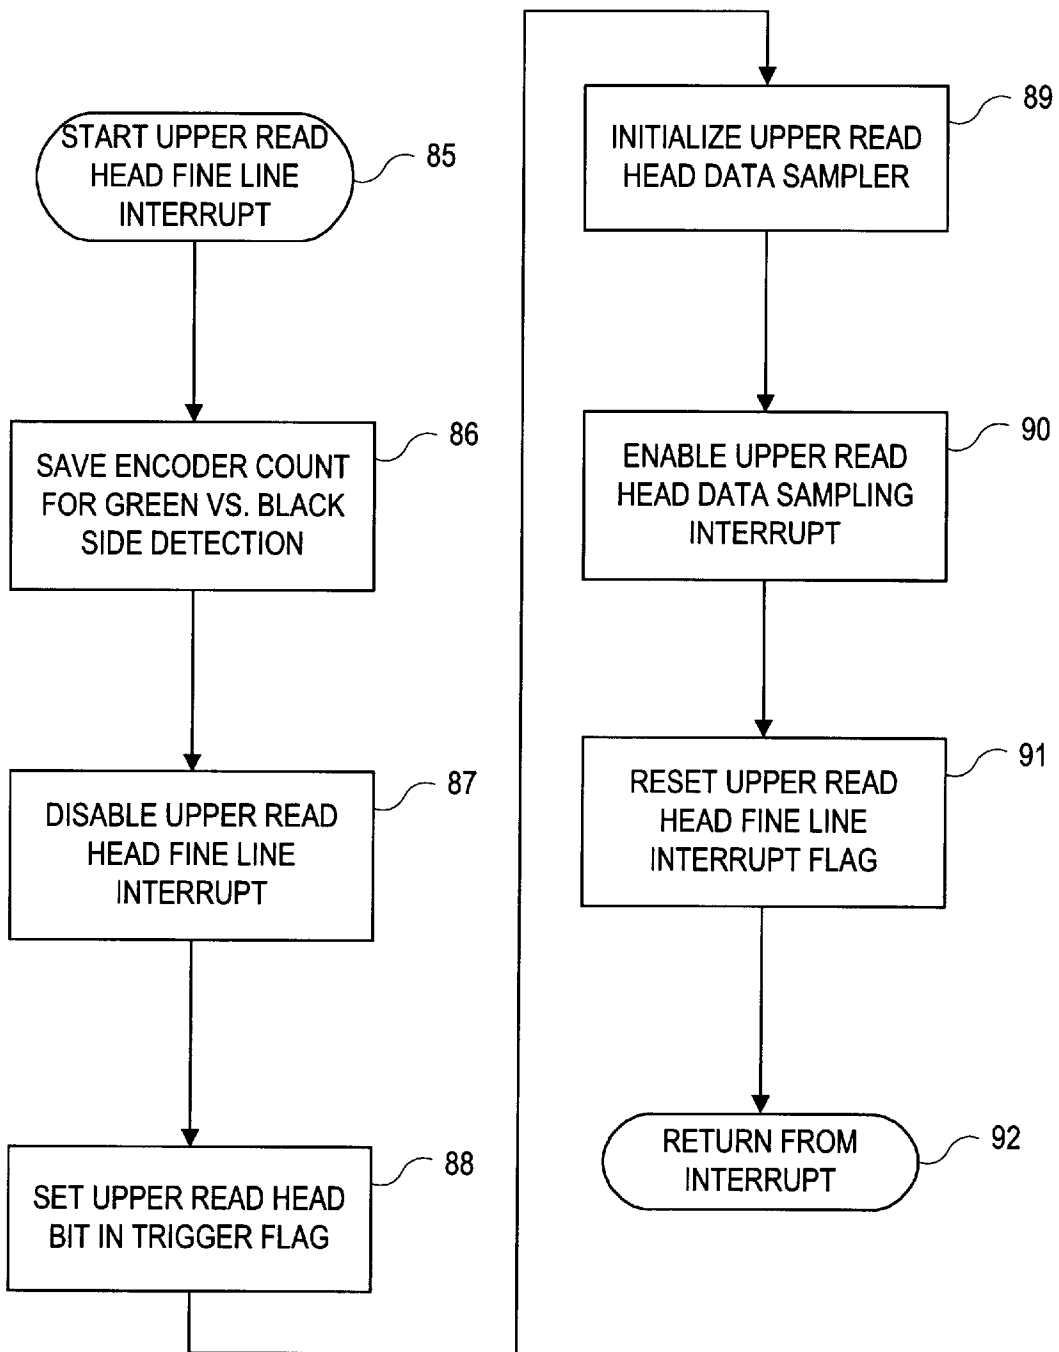 START UPPER READ
HEAD FINE LINE
INTERRUPT
85
SAVE ENCODER COUNT
FOR GREEN VS. BLACK
SIDE DETECTION
86
DISABLE UPPER READ
HEAD FINE LINE
INTERRUPT
87
SET UPPER READ HEAD
BIT IN TRIGGER FLAG
88
INITIALIZE UPPER READ
HEAD DATA SAMPLER
89
ENABLE UPPER READ
HEAD DATA SAMPLING
INTERRUPT
90
RESET UPPER READ
HEAD FINE LINE
INTERRUPT FLAG
91
RETURN FROM
INTERRUPT
92